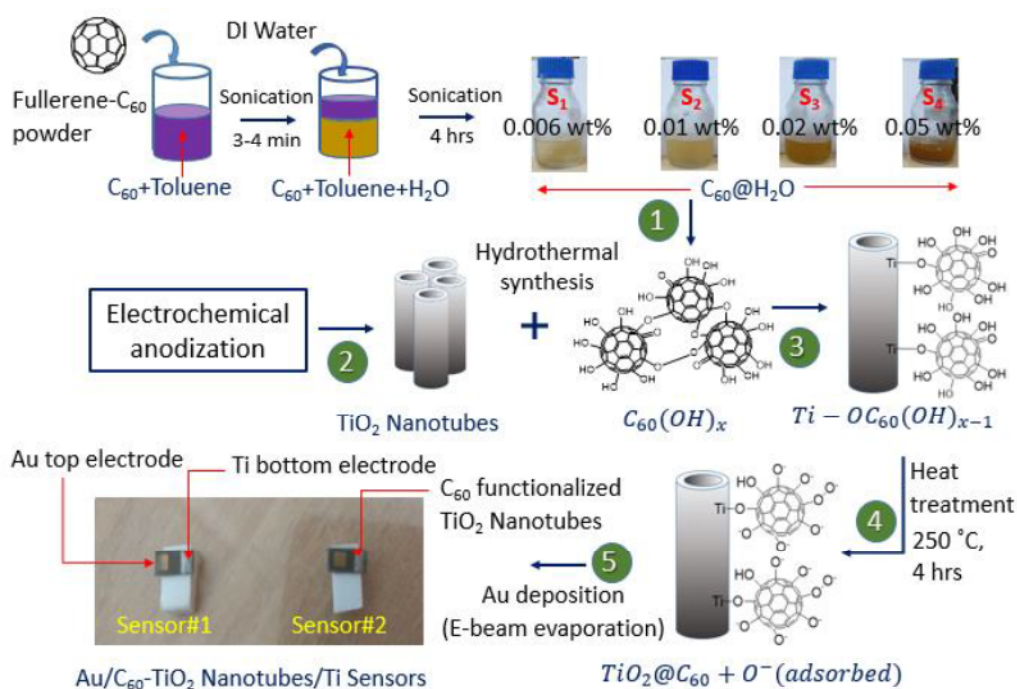 DI Water
Fullerene-C₆₀
powder
Sonication
3-4 min
Sonication
4 hrs
C₆₀+Toluene
C₆₀+Toluene+H₂O
S₁
0.006 wt%
S₂
0.01 wt%
S₃
0.02 wt%
S₄
0.05 wt%
C₆₀@H₂O
1
Hydrothermal
synthesis
Electrochemical
anodization
2
TiO₂ Nanotubes
+
C₆₀(OH)ₓ
3
Ti − OC₆₀(OH)ₓ₋₁
Au top electrode
Ti bottom electrode
C₆₀ functionalized
TiO₂ Nanotubes
Sensor#1
Sensor#2
Au/C₆₀-TiO₂ Nanotubes/Ti Sensors
5
Au deposition
(E-beam evaporation)
4
Heat
treatment
250 °C,
4 hrs
TiO₂@C₆₀ + O⁻(adsorbed)